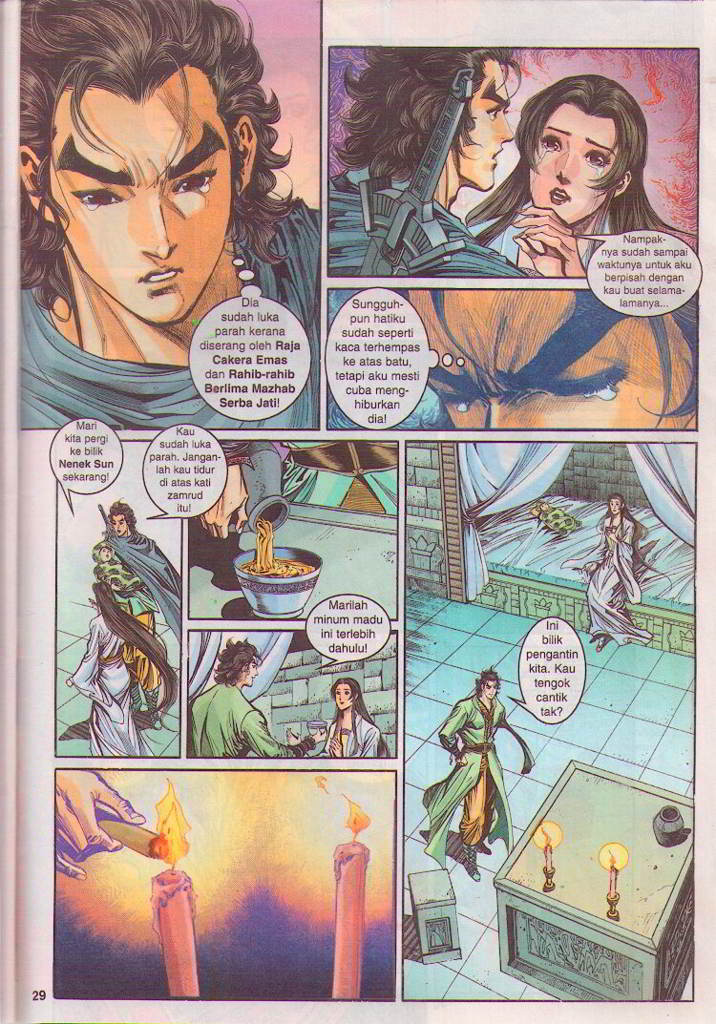 Dia
sudah luka
parah kerana
diserang oleh Raja
Cakera Emas
dan Rahib-rahib
Berlima Mazhab
Serba Jati!
Nampak-
nya sudah sampai
waktunya untuk aku
berpisah dengan
kau buat selama-
lamanya...
Sungguh-
pun hatiku
sudah seperti
kaca terhempas
ke atas batu,
tetapi aku mesti
cuba meng-
hiburkan
dia!
Mari
kita pergi
ke bilik
Nenek Sun
sekarang!
Kau
sudah luka
parah. Jangan-
lah kau tidur
di atas kati
zamrud
itu!
Marilah
minum madu
ini terlebih
dahulu!
Ini
bilik
pengantin
kita. Kau
tengok
cantik
tak?
29